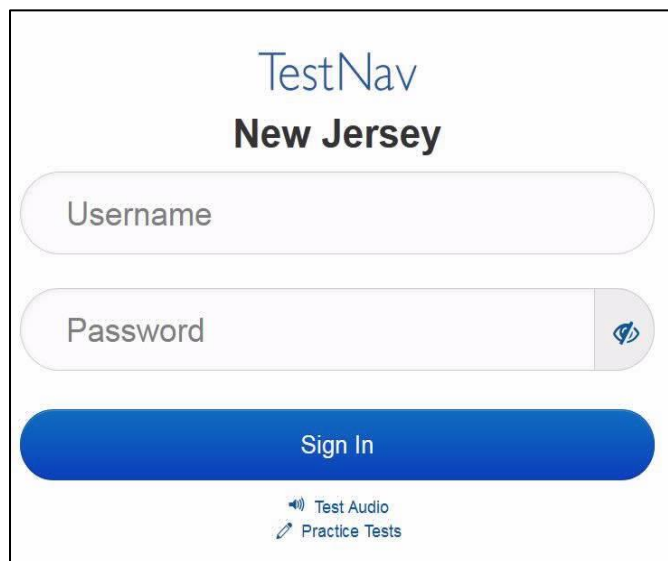 TestNav
New Jersey
Username
Password
Sign In
Test Audio
Practice Tests